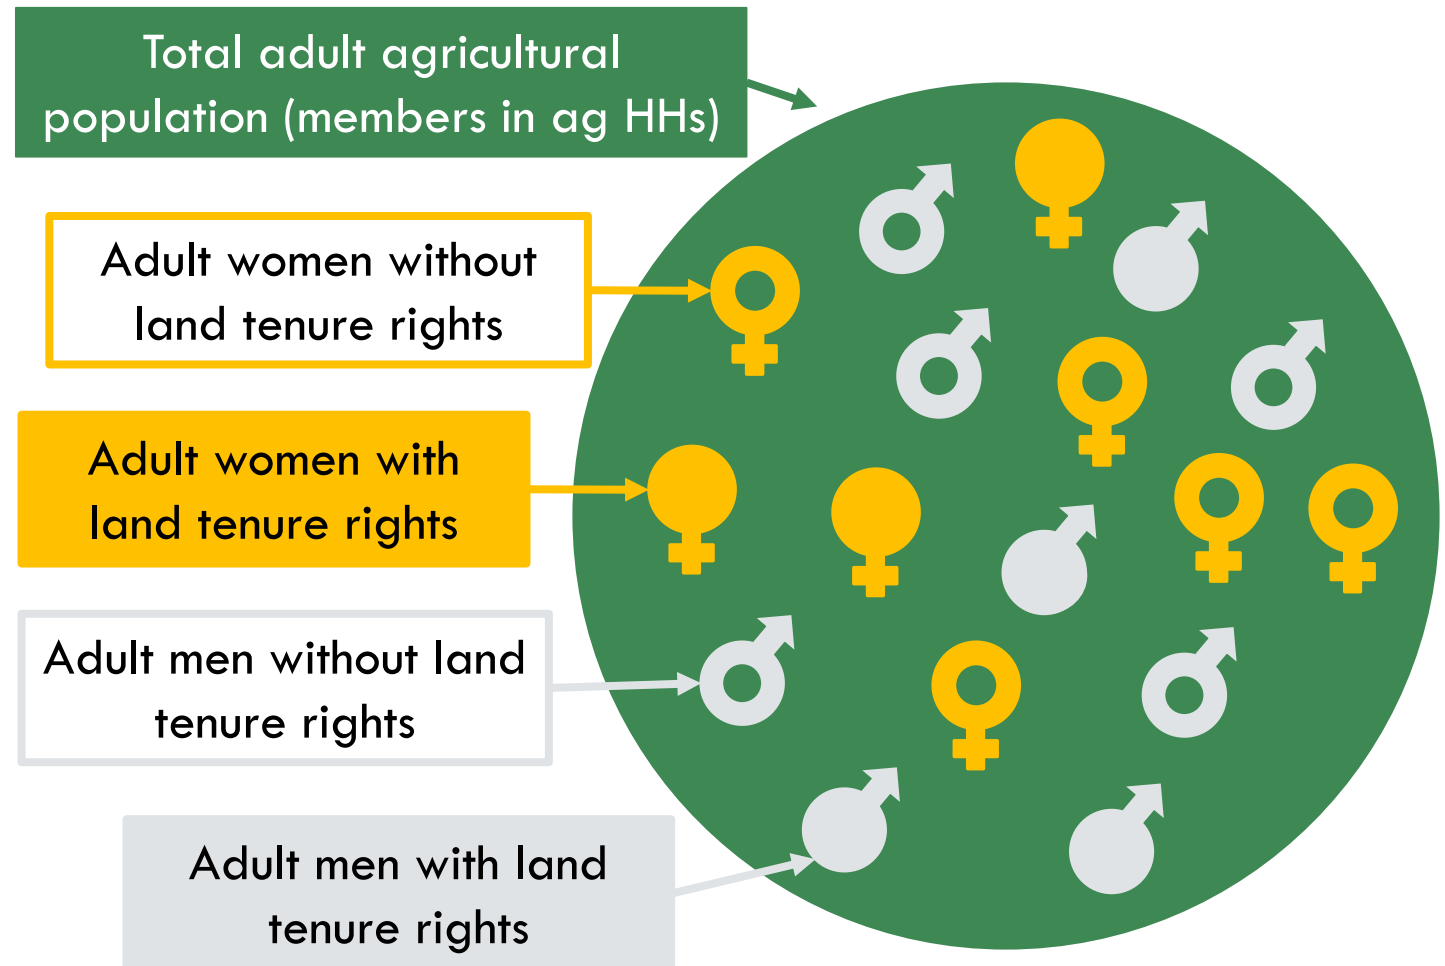 Total adult agricultural
population (members in ag HHs)
Adult women without
land tenure rights
Adult women with
land tenure rights
Adult men without land
tenure rights
Adult men with land
tenure rights